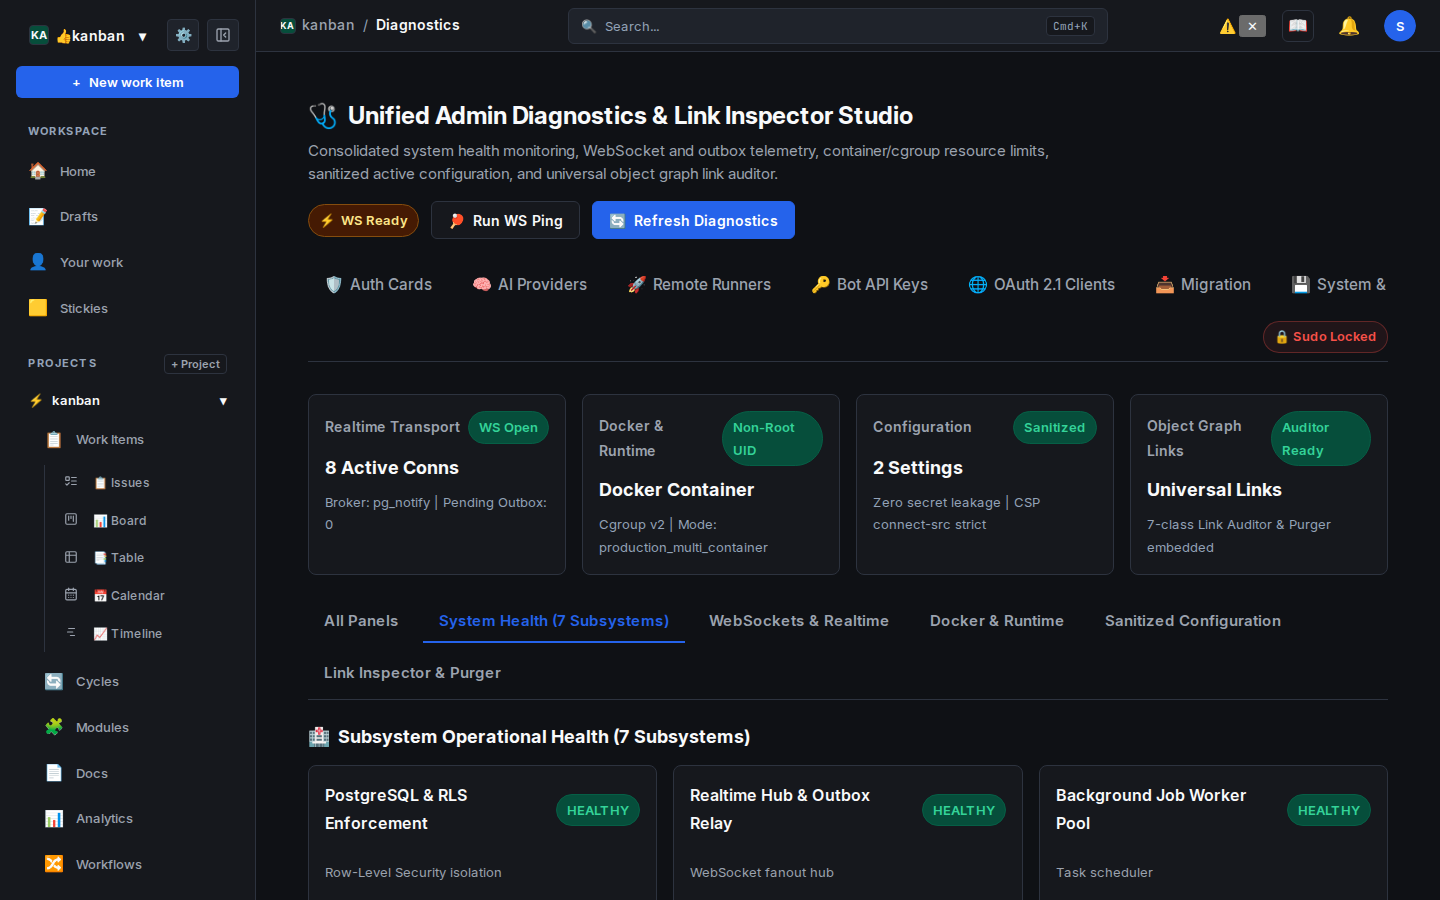 KA 👍kanban ▼
+ New work item
WORKSPACE
Home
Drafts
Your work
Stickies
PROJECTS
+ Project
kanban ▼
Work Items
Issues
Board
Table
Calendar
Timeline
Cycles
Modules
Docs
Analytics
Workflows
KA kanban / Diagnostics
Search...
Cmd+K
S
Unified Admin Diagnostics & Link Inspector Studio
Consolidated system health monitoring, WebSocket and outbox telemetry, container/cgroup resource limits,
sanitized active configuration, and universal object graph link auditor.
WS Ready
Run WS Ping
Refresh Diagnostics
Auth Cards
AI Providers
Remote Runners
Bot API Keys
OAuth 2.1 Clients
Migration
System &
Sudo Locked
Realtime Transport
WS Open
8 Active Conns
Broker: pg_notify | Pending Outbox:
0
Docker &
Runtime
Non-Root
UID
Docker Container
Cgroup v2 | Mode:
production_multi_container
Configuration
Sanitized
2 Settings
Zero secret leakage | CSP
connect-src strict
Object Graph
Links
Auditor
Ready
Universal Links
7-class Link Auditor & Purger
embedded
All Panels
System Health (7 Subsystems)
WebSockets & Realtime
Docker & Runtime
Sanitized Configuration
Link Inspector & Purger
Subsystem Operational Health (7 Subsystems)
PostgreSQL & RLS
Enforcement
HEALTHY
Row-Level Security isolation
Realtime Hub & Outbox
Relay
HEALTHY
WebSocket fanout hub
Background Job Worker
Pool
HEALTHY
Task scheduler